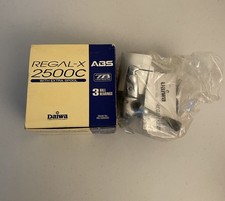 REGAL-X
2500C
WITH EXTRA SPOOL
ABS
3 BALL
BEARINGS
Daiwa